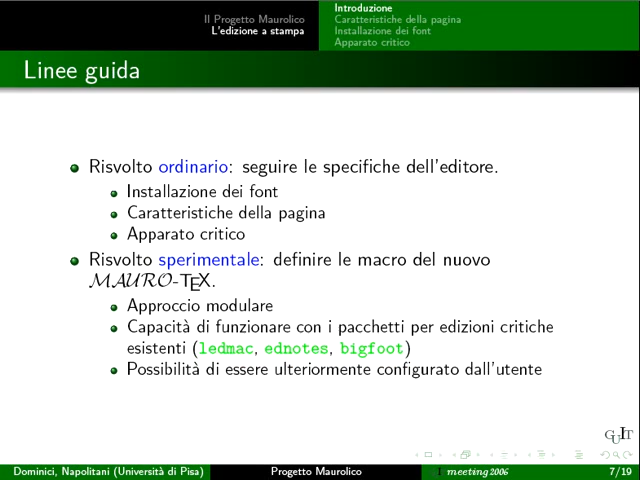 Il Progetto Maurolico
L'edizione a stampa
Introduzione
Caratteristiche della pagina
Installazione dei font
Apparato critico
Linee guida
Risvolto ordinario: seguire le specifiche dell'editore.
Installazione dei font
Caratteristiche della pagina
Apparato critico
Risvolto sperimentale: definire le macro del nuovo
MAURO-TEX.
Approccio modulare
Capacità di funzionare con i pacchetti per edizioni critiche
esistenti (ledmac, ednotes, bigfoot)
Possibilità di essere ulteriormente configurato dall'utente
GUIT
Dominici, Napolitani (Università di Pisa)
Progetto Maurolico
meeting2006
7/19